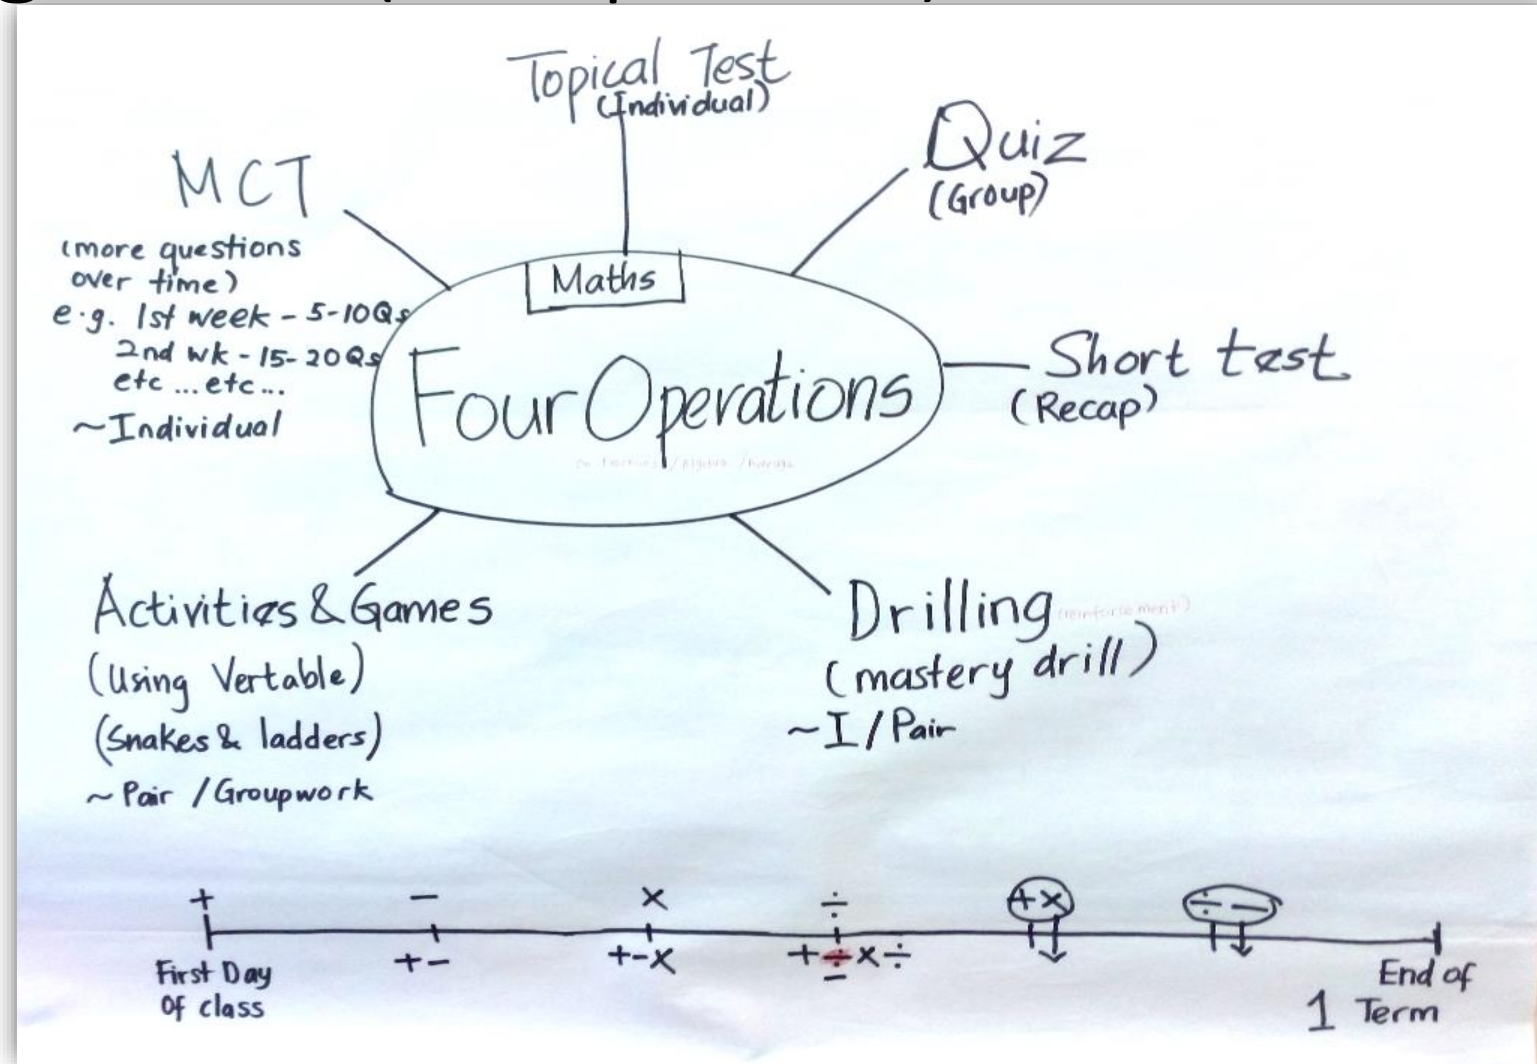 Topical Test
(Individual)
Quiz
(Group)
MCT
(more questions
over time)
e.g. 1st week - 5-10Qs
2nd wk - 15-20Qs
etc ... etc...
~Individual
Maths
Four Operations
Short test
(Recap)
Activities & Games
(Using Vertable)
(Snakes & ladders)
~ Pair / Groupwork
Drilling (reinforcement)
(mastery drill)
~ I / Pair
+ - x ÷ +x ÷ -
+- +-x +-x÷
First Day
Of class
End of
1 Term